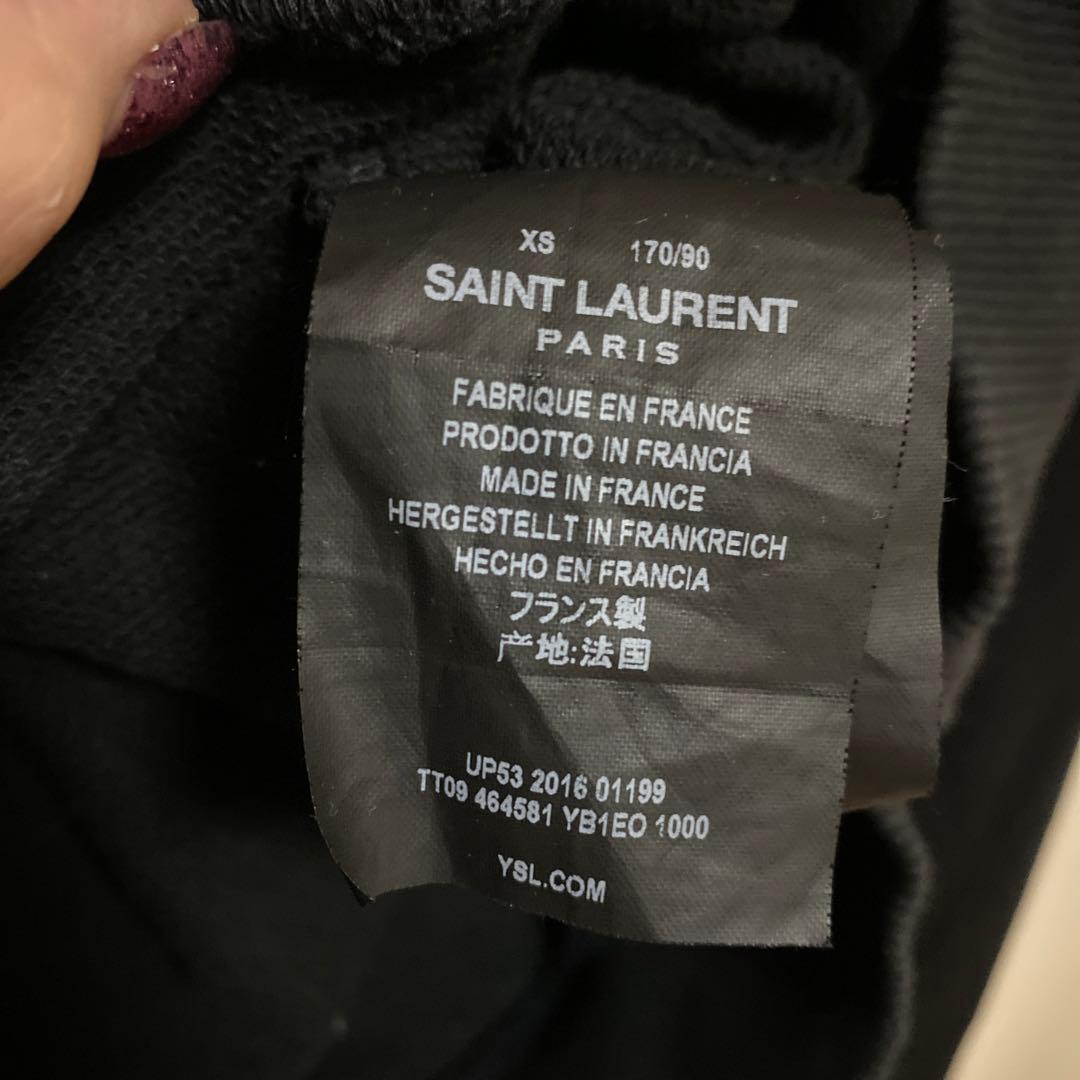 XS 170/90
SAINT LAURENT
PARIS
FABRIQUE EN FRANCE
PRODOTTO IN FRANCIA
MADE IN FRANCE
HERGESTELLT IN FRANKREICH
HECHO EN FRANCIA
フランス製
产地:法国
UP53 2016 01199
TT09 464581 YB1EO 1000
YSL.COM